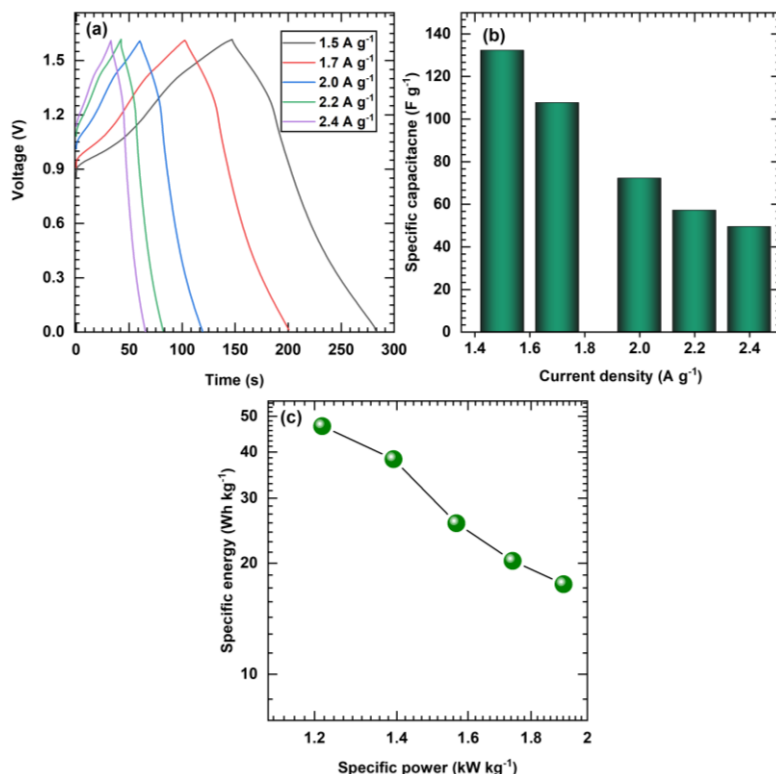 (a)
1.5 A g⁻¹
1.7 A g⁻¹
2.0 A g⁻¹
2.2 A g⁻¹
2.4 A g⁻¹
Voltage (V)
1.5
1.2
0.9
0.6
0.3
0.0
0 50 100 150 200 250 300
Time (s)
(b)
Specific capacitacne (F g⁻¹)
140
120
100
80
60
40
20
0
1.4 1.6 1.8 2.0 2.2 2.4
Current density (A g⁻¹)
(c)
Specific energy (Wh kg⁻¹)
50
40
30
20
10
1.2 1.4 1.6 1.8 2
Specific power (kW kg⁻¹)